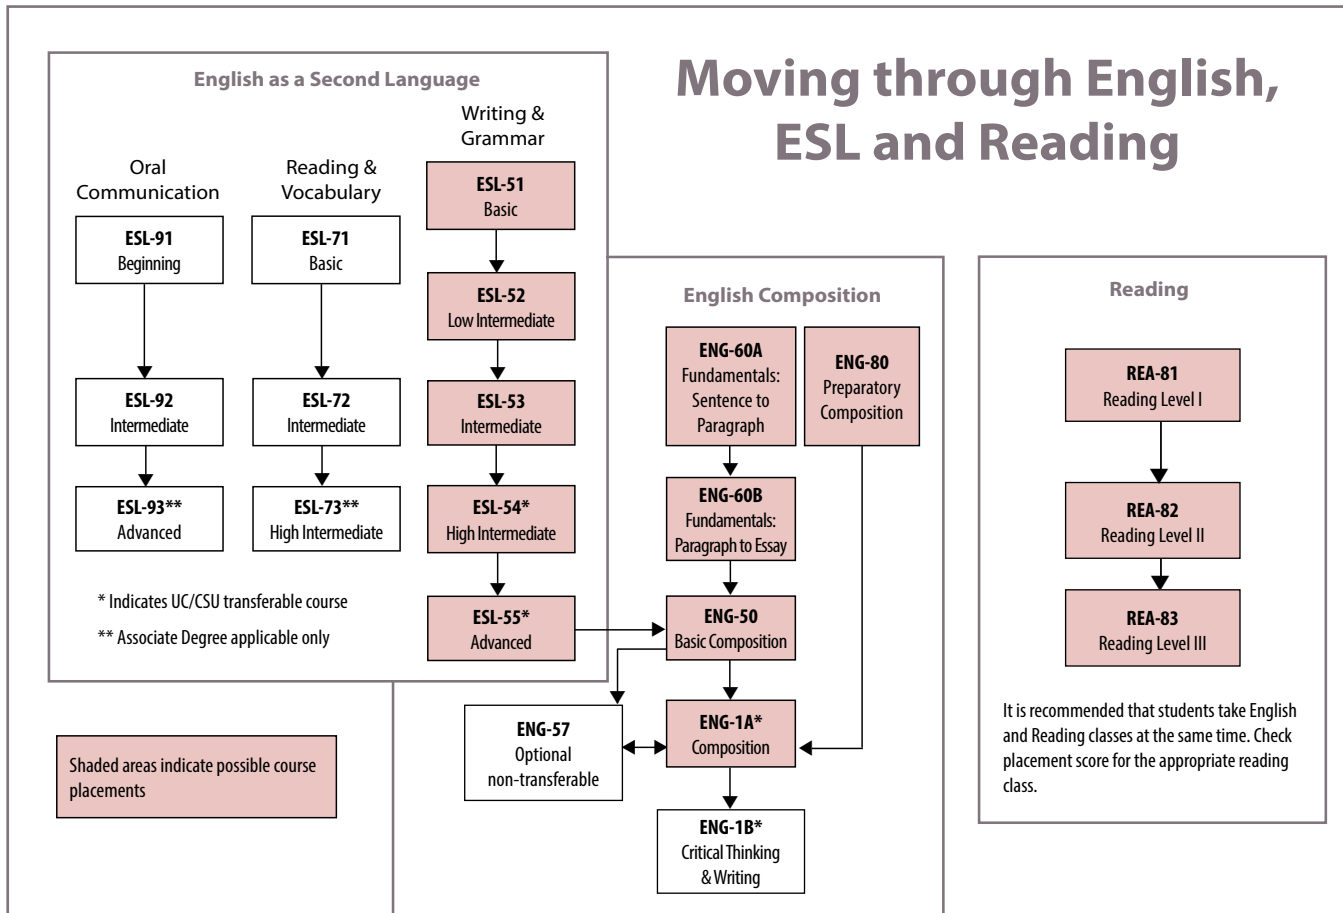 Moving through English,
ESL and Reading
English as a Second Language
Oral
Communication
ESL-91
Beginning
ESL-92
Intermediate
ESL-93**
Advanced
Reading &
Vocabulary
ESL-71
Basic
ESL-72
Intermediate
ESL-73**
High Intermediate
Writing &
Grammar
ESL-51
Basic
ESL-52
Low Intermediate
ESL-53
Intermediate
ESL-54*
High Intermediate
ESL-55*
Advanced
* Indicates UC/CSU transferable course
** Associate Degree applicable only
Shaded areas indicate possible course
placements
English Composition
ENG-60A
Fundamentals:
Sentence to
Paragraph
ENG-80
Preparatory
Composition
ENG-60B
Fundamentals:
Paragraph to Essay
ENG-50
Basic Composition
ENG-57
Optional
non-transferable
ENG-1A*
Composition
ENG-1B*
Critical Thinking
& Writing
Reading
REA-81
Reading Level I
REA-82
Reading Level II
REA-83
Reading Level III
It is recommended that students take English
and Reading classes at the same time. Check
placement score for the appropriate reading
class.